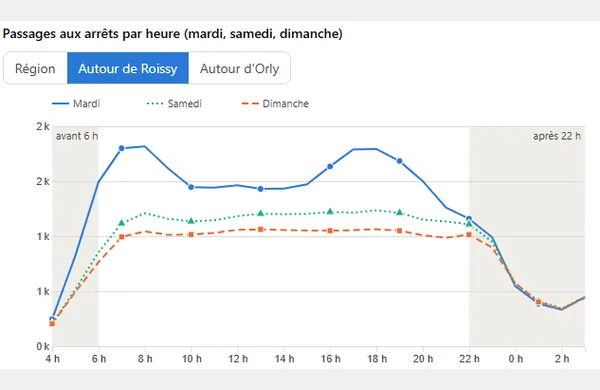 Passages aux arrêts par heure (mardi, samedi, dimanche)
Région Autour de Roissy Autour d'Orly
Mardi Samedi Dimanche
2 k
avant 6 h après 22 h
2 k
1 k
1 k
0 k
4 h 6 h 8 h 10 h 12 h 14 h 16 h 18 h 20 h 22 h 0 h 2 h